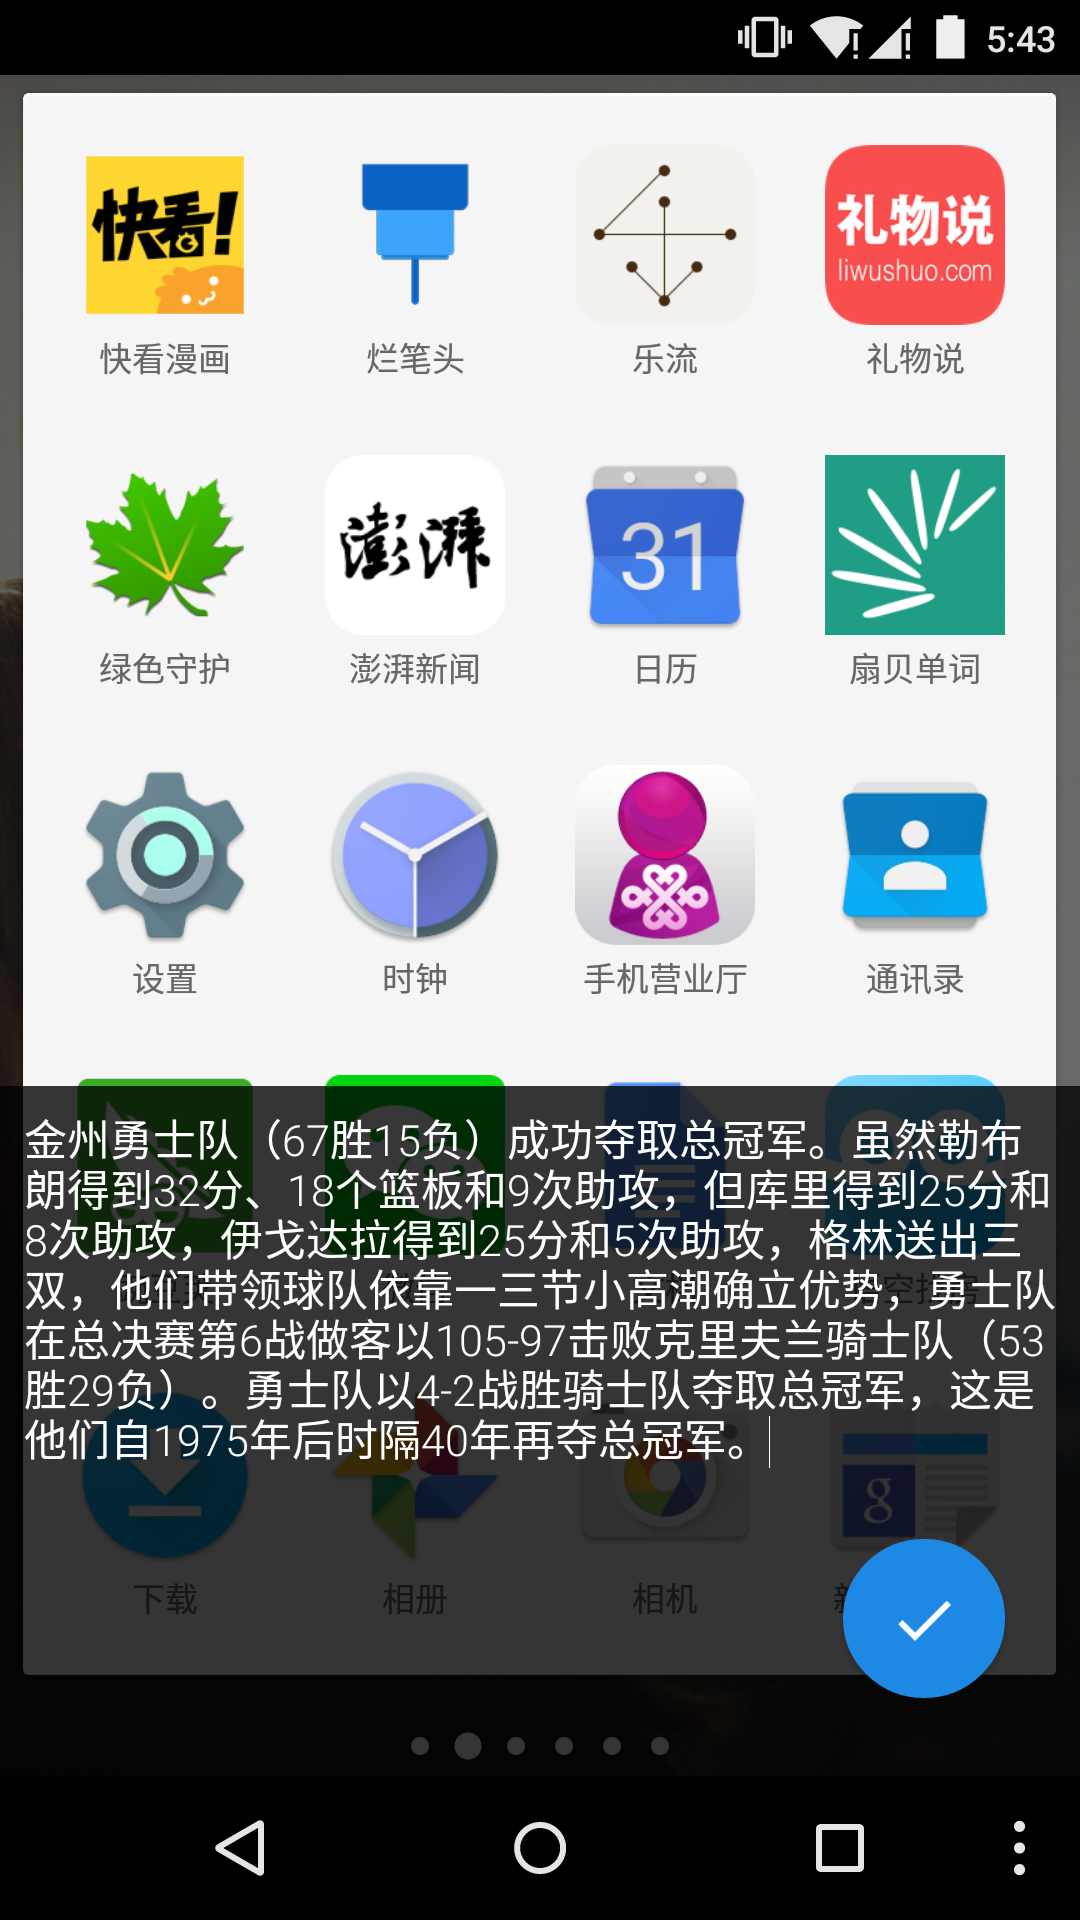 5:43
快看!
礼物说
liwushuo.com
快看漫画
烂笔头
乐流
礼物说
澎湃
31
绿色守护
澎湃新闻
日历
扇贝单词
设置
时钟
手机营业厅
通讯录
金州勇士队（67胜15负）成功夺取总冠军。虽然勒布
朗得到32分、18个篮板和9次助攻，但库里得到25分和
8次助攻，伊戈达拉得到25分和5次助攻，格林送出三
双，他们带领球队依靠一三节小高潮确立优势，勇士队
在总决赛第6战做客以105-97击败克里夫兰骑士队（53
胜29负）。勇士队以4-2战胜骑士队夺取总冠军，这是
他们自1975年后时隔40年再夺总冠军。
g
下载
相册
相机